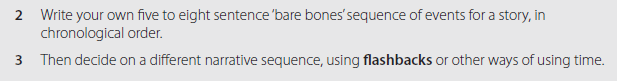 2 Write your own five to eight sentence ‘bare bones’ sequence of events for a story, in
chronological order.
3 Then decide on a different narrative sequence, using flashbacks or other ways of using time.